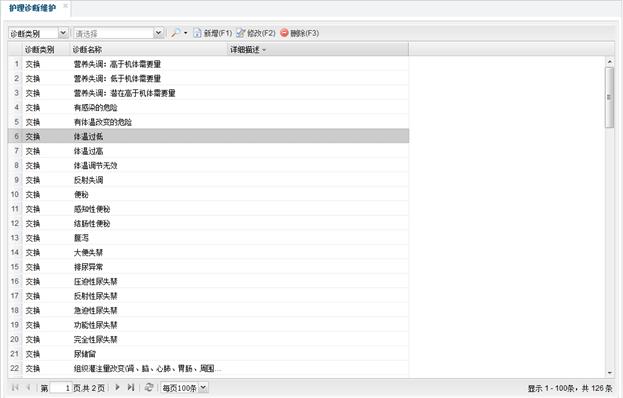 护理诊断维护
诊断类别 请选择 新增(F1) 修改(F2) 删除(F3)
诊断类别 诊断名称 详细描述
1 交换 营养失调：高于机体需要量
2 交换 营养失调：低于机体需要量
3 交换 营养失调：潜在高于机体需要量
4 交换 有感染的危险
5 交换 有体温改变的危险
6 交换 体温过低
7 交换 体温过高
8 交换 体温调节无效
9 交换 反射失调
10 交换 便秘
11 交换 感知性便秘
12 交换 结肠性便秘
13 交换 腹泻
14 交换 大便失禁
15 交换 排尿异常
16 交换 压迫性尿失禁
17 交换 反射性尿失禁
18 交换 急迫性尿失禁
19 交换 功能性尿失禁
20 交换 完全性尿失禁
21 交换 尿储留
22 交换 组织灌注量改变(肾、脑、心肺、胃肠、周围...
第 1 页,共 2 页 每页100条 显示 1 - 100条，共 126 条